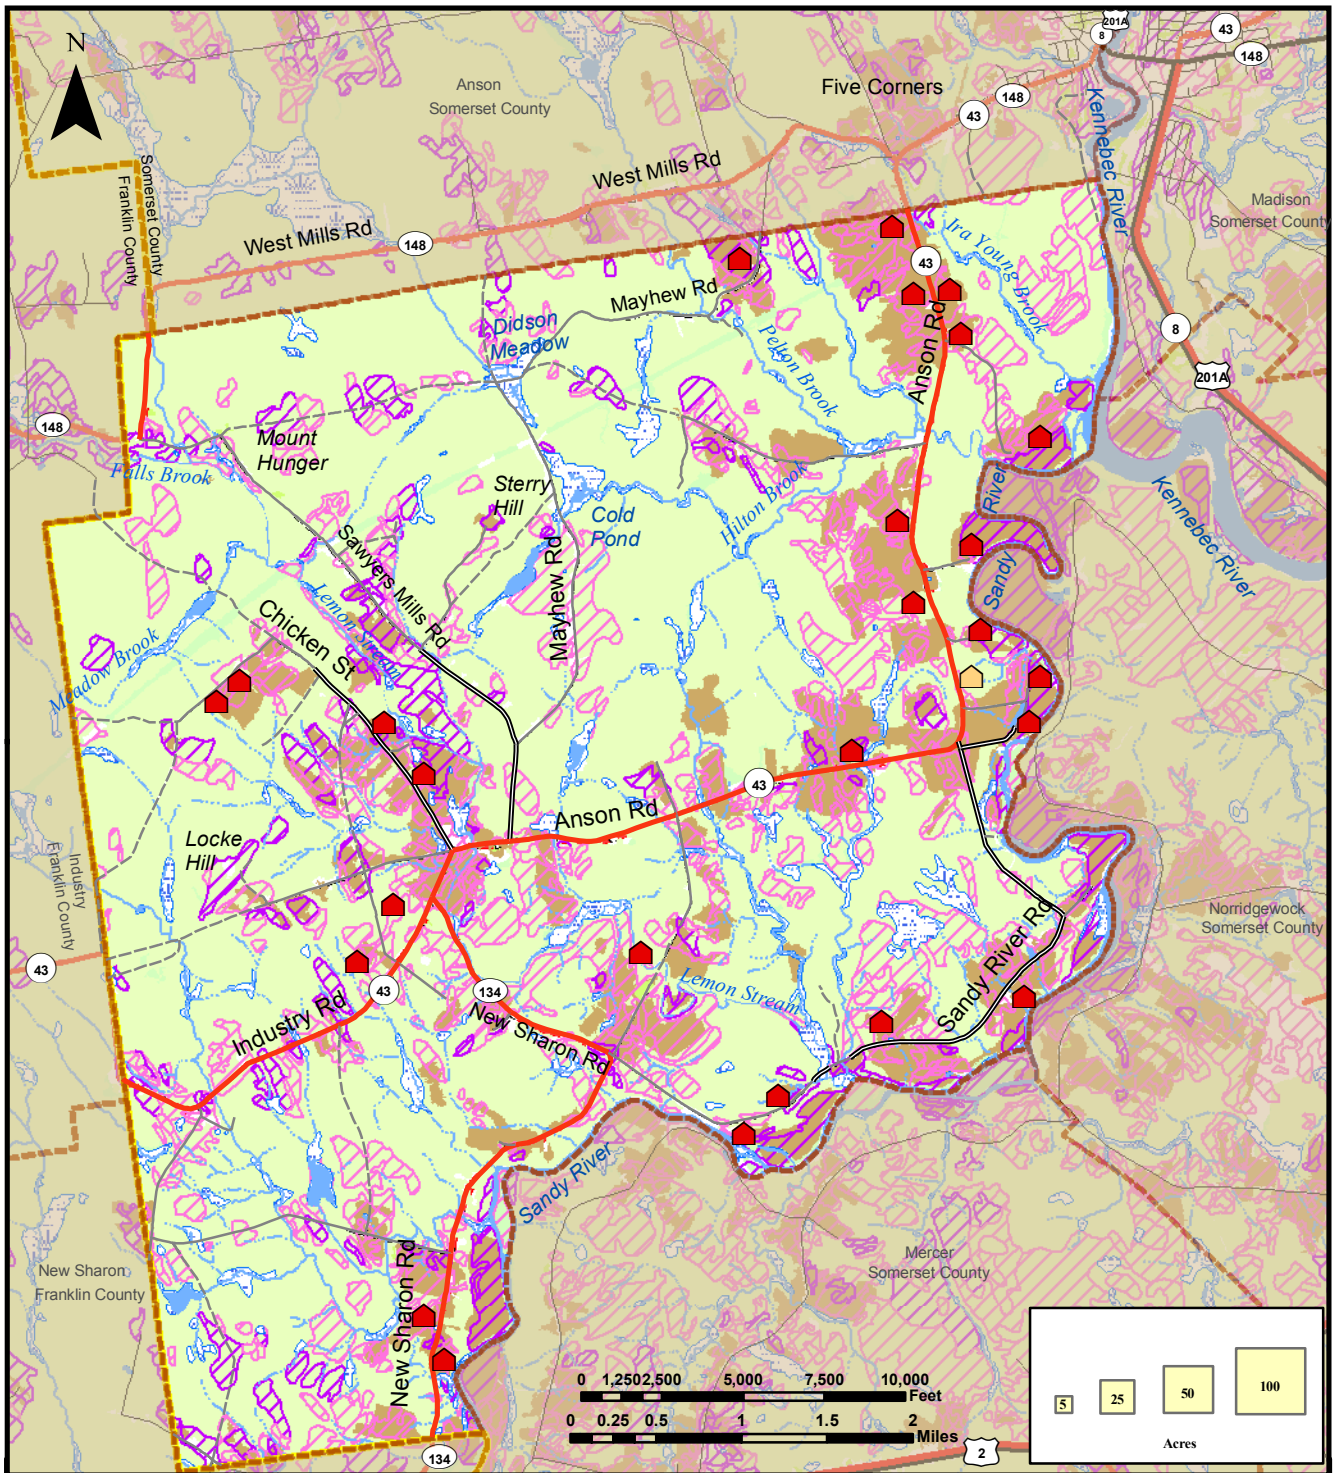 N
201A
8
43
148
Anson
Somerset County
Five Corners
148
43
Kennebec River
West Mills Rd
Somerset County
Franklin County
Madison
Somerset County
West Mills Rd
148
Ira Young Brook
43
Mayhew Rd
Didson
Meadow
Pelton Brook
Anson Rd
8
201A
148
Mount
Hunger
Falls Brook
Sterry
Hill
Hilton Brook
River
Kennebec River
Cold
Pond
Sawyers Mills Rd
Mayhew Rd
Sandy
Lemon Stream
Chicken St
Meadow Brook
43
Anson Rd
Locke
Hill
Industry
Franklin County
Norridgewock
Somerset County
Sandy River Rd
43
43
134
Lemon Stream
Industry Rd
New Sharon Rd
Sandy River
Mercer
Somerset County
New Sharon
Franklin County
New Sharon Rd
0 1,250 2,500 5,000 7,500 10,000
Feet
0 0.25 0.5 1 1.5 2
Miles
5
25
50
100
Acres
134
2